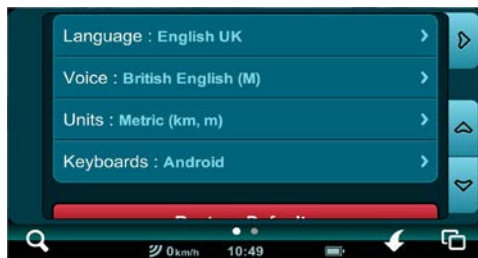 Language : English UK
Voice : British English (M)
Units : Metric (km, m)
Keyboards : Android
0km/h 10:49